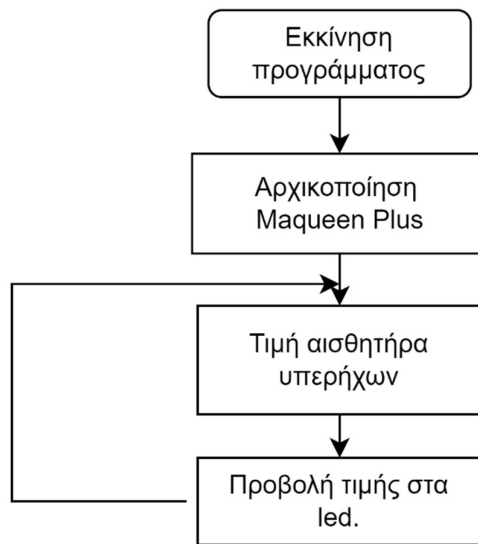 Εκκίνηση
προγράμματος
Αρχικοποίηση
Maqueen Plus
Τιμή αισθητήρα
υπερήχων
Προβολή τιμής στα
led.